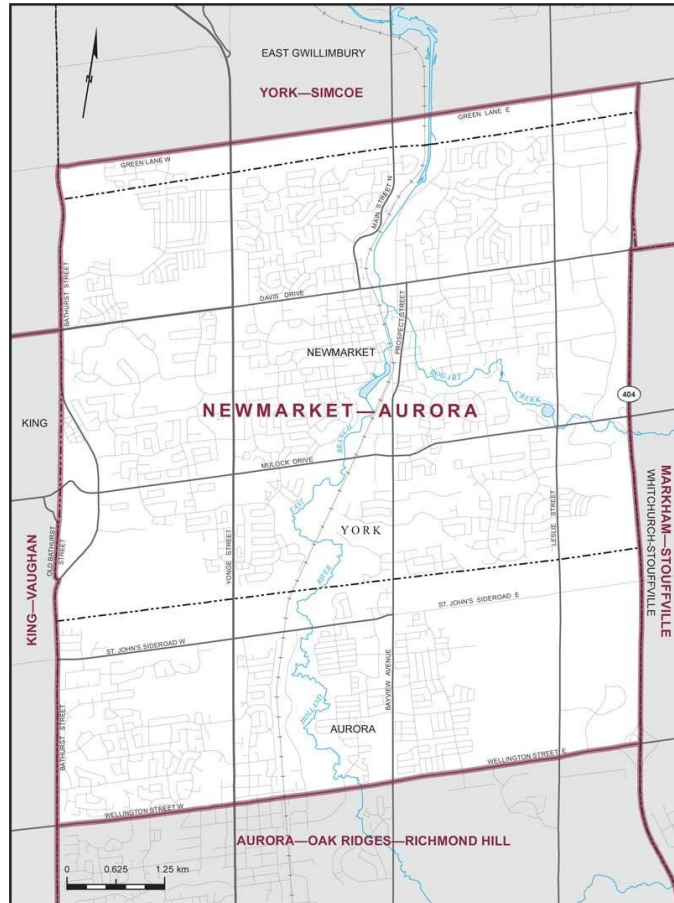 EAST GWILLIMBURY
N
YORK—SIMCOE
GREEN LANE E
GREEN LANE W
MAIN STREET N
BATHURST STREET
DAVIS DRIVE
PROSPECT STREET
NEWMARKET
BOGART
CREEK
404
NEWMARKET—AURORA
KING
BRANCH
MULOCK DRIVE
EAST
MARKHAM—STOUFFVILLE
WHITCHURCH-STOUFFVILLE
LESLIE STREET
YORK
OLD BATHURST
STREET
YONGE STREET
KING—VAUGHAN
RIVER
ST. JOHN'S SIDEROAD E
ST. JOHN'S SIDEROAD W
BAYVIEW AVENUE
HOLLAND
BATHURST STREET
AURORA
WELLINGTON STREET E
WELLINGTON STREET W
AURORA—OAK RIDGES—RICHMOND HILL
0 0.625 1.25 km